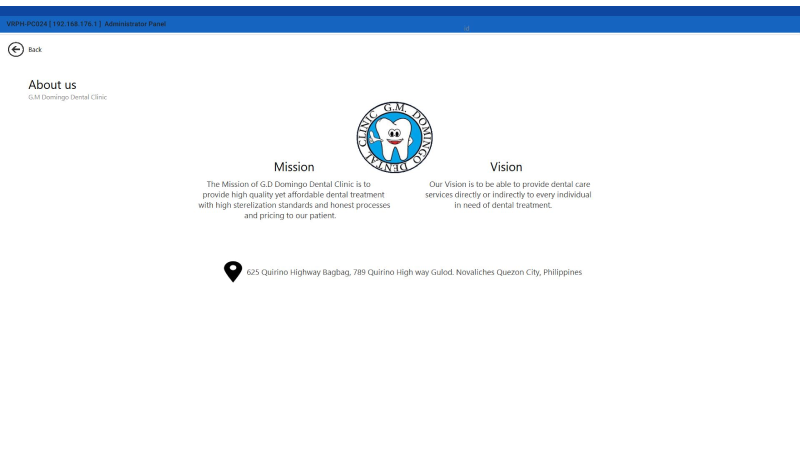 VRPH-PC024 [ 192.168.176.1 ] Administrator Panel
id
Back
About us
G.M Domingo Dental Clinic
G.M. DOMINGO DENTAL CLINIC
Mission
The Mission of G.D Domingo Dental Clinic is to
provide high quality yet affordable dental treatment
with high sterelization standards and honest processes
and pricing to our patient.
Vision
Our Vision is to be able to provide dental care
services directly or indirectly to every individual
in need of dental treatment.
625 Quirino Highway Bagbag, 789 Quirino High way Gulod. Novaliches Quezon City, Philippines